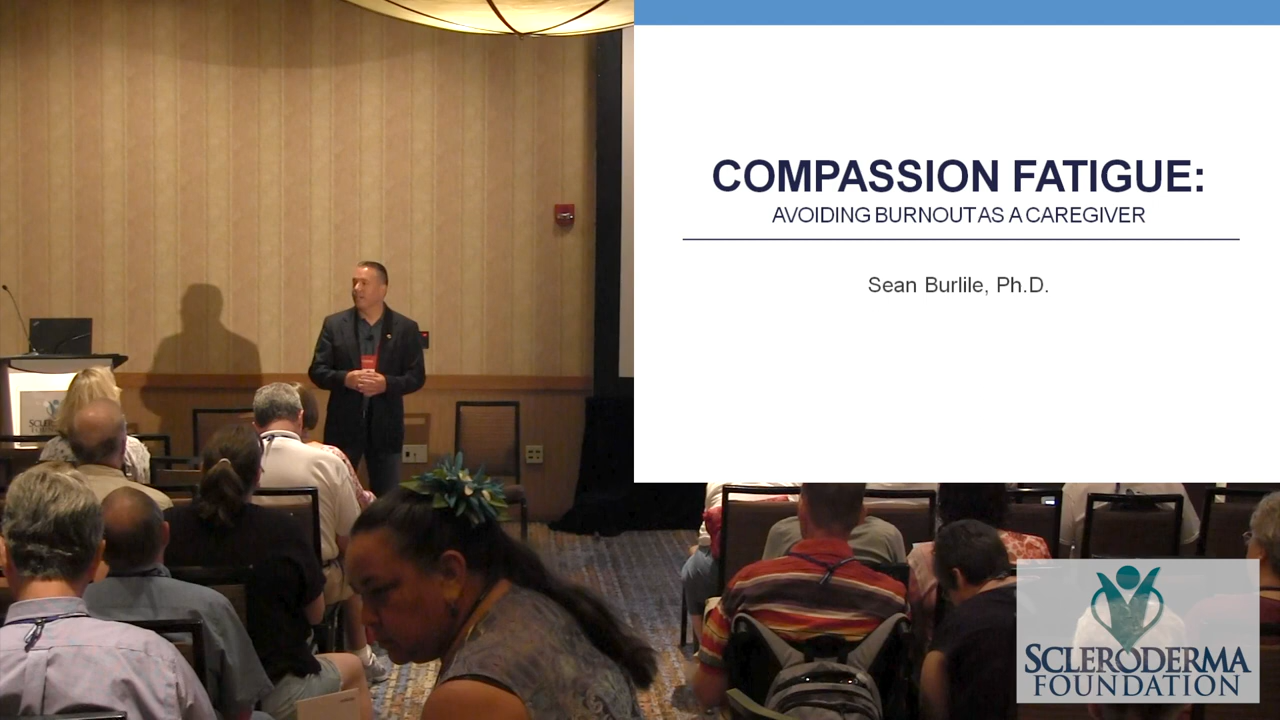 COMPASSION FATIGUE:
AVOIDING BURNOUT AS A CAREGIVER
Sean Burlile, Ph.D.
SCLERODERMA
FOUNDATION